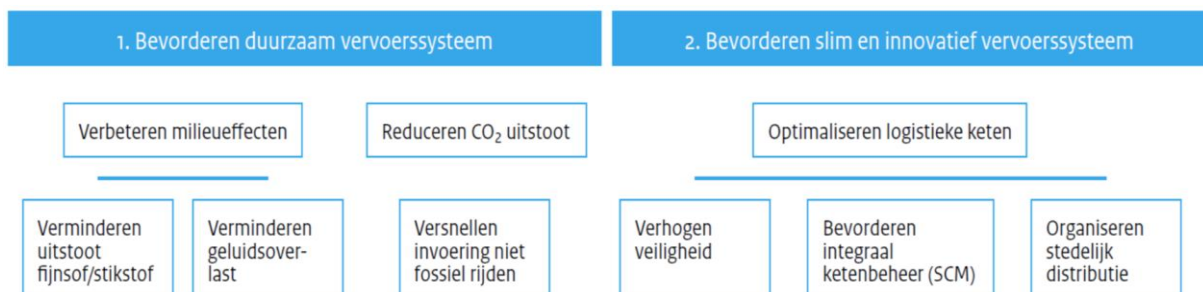 1. Bevorderen duurzaam vervoerssysteem
2. Bevorderen slim en innovatief vervoerssysteem
Verbeteren milieueffecten
Reduceren CO₂ uitstoot
Optimaliseren logistieke keten
Verminderen
uitstoot
fijnsof/stikstof
Verminderen
geluidsover-
last
Versnellen
invoering niet
fossiel rijden
Verhogen
veiligheid
Bevorderen
integraal
ketenbeheer (SCM)
Organiseren
stedelijk
distributie